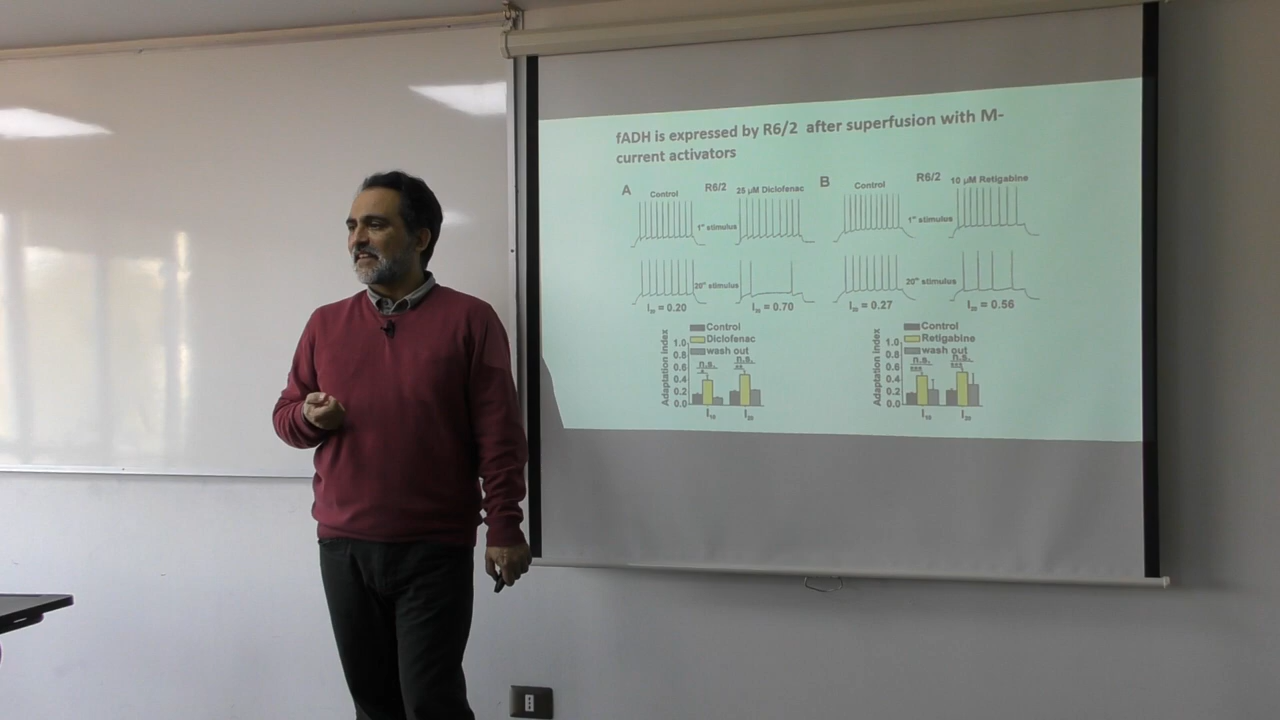 fADH is expressed by R6/2 after superfusion with M-
current activators
A
Control
R6/2
25 µM Diclofenac
1st stimulus
20th stimulus
I20 = 0.20
I20 = 0.70
Control
Diclofenac
wash out
Adaptation index
1.0
0.8
0.6
0.4
0.2
0.0
n.s.
*
n.s.
**
I10
I20
B
Control
R6/2
10 µM Retigabine
1st stimulus
20th stimulus
I20 = 0.27
I20 = 0.56
Control
Retigabine
wash out
Adaptation index
1.0
0.8
0.6
0.4
0.2
0.0
n.s.
***
n.s.
***
I10
I20